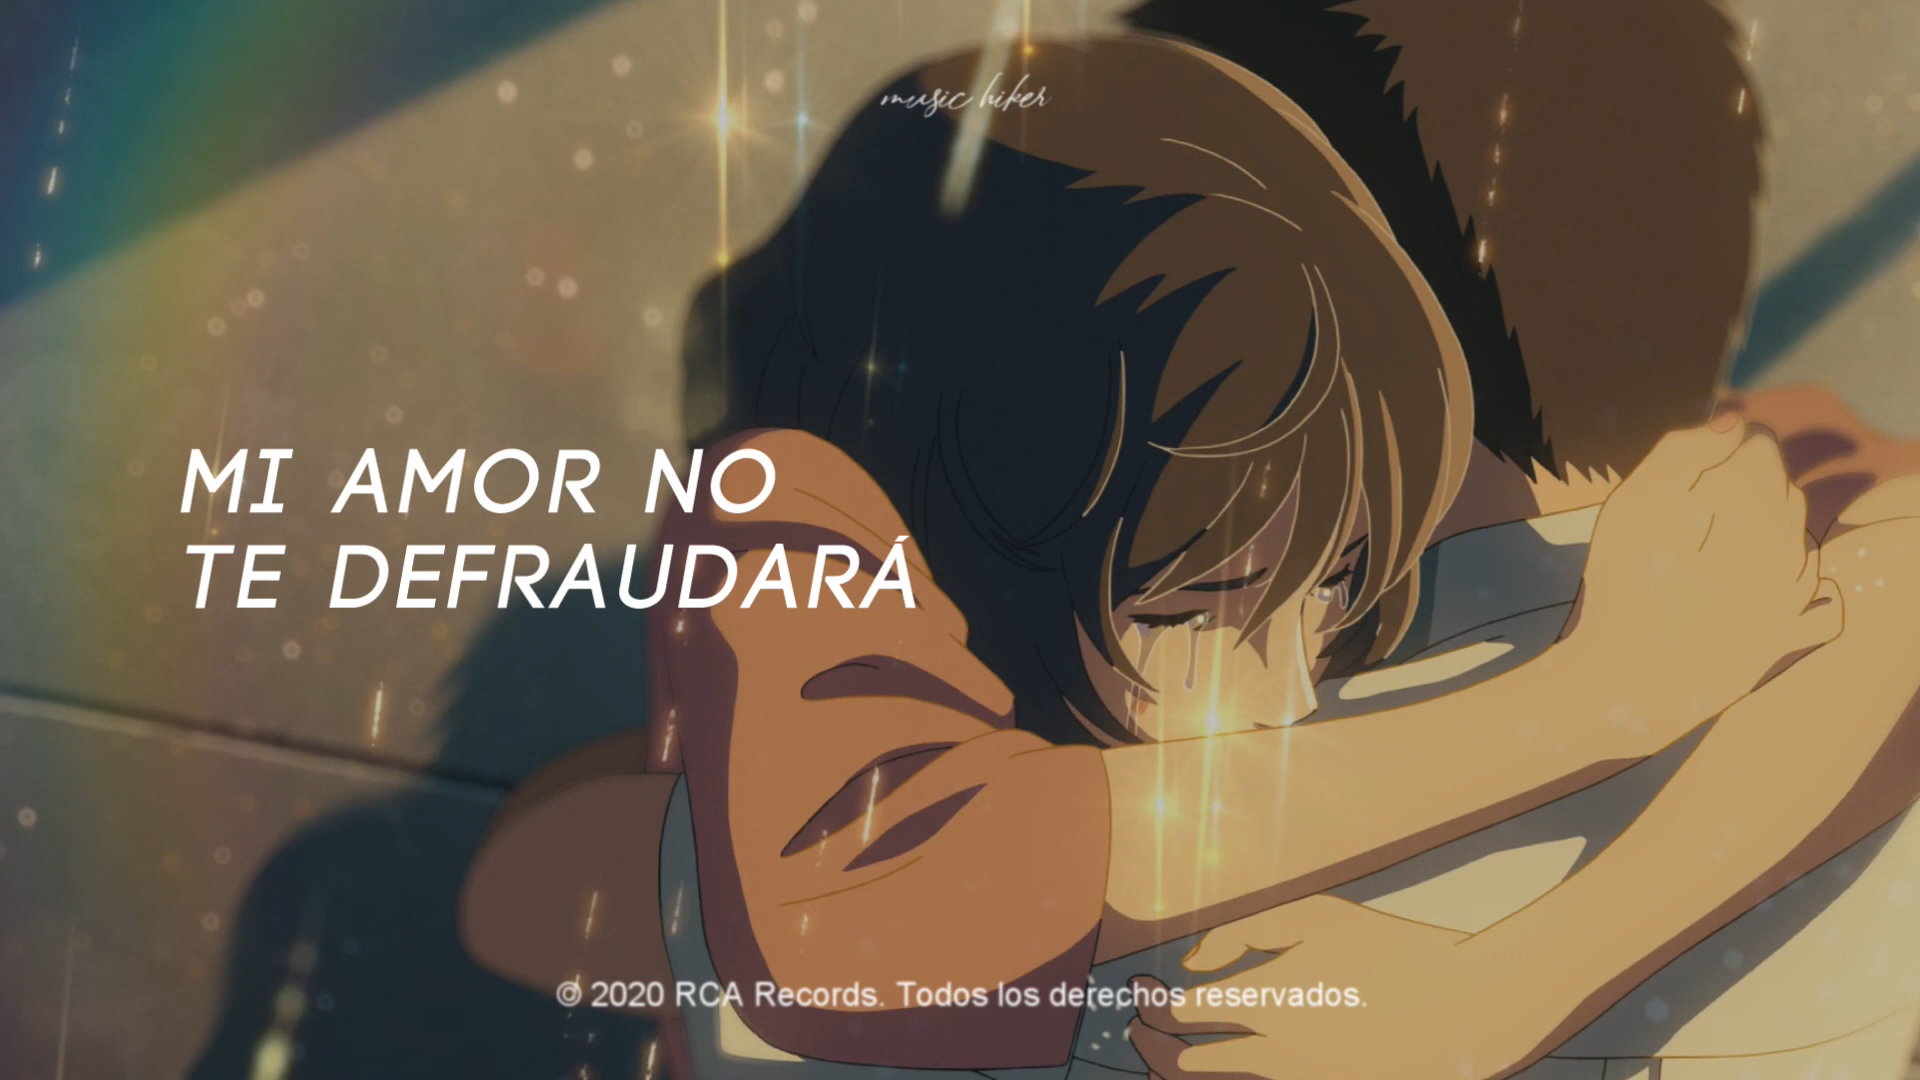 music hiker
MI AMOR NO
TE DEFRAUDARÁ
© 2020 RCA Records. Todos los derechos reservados.